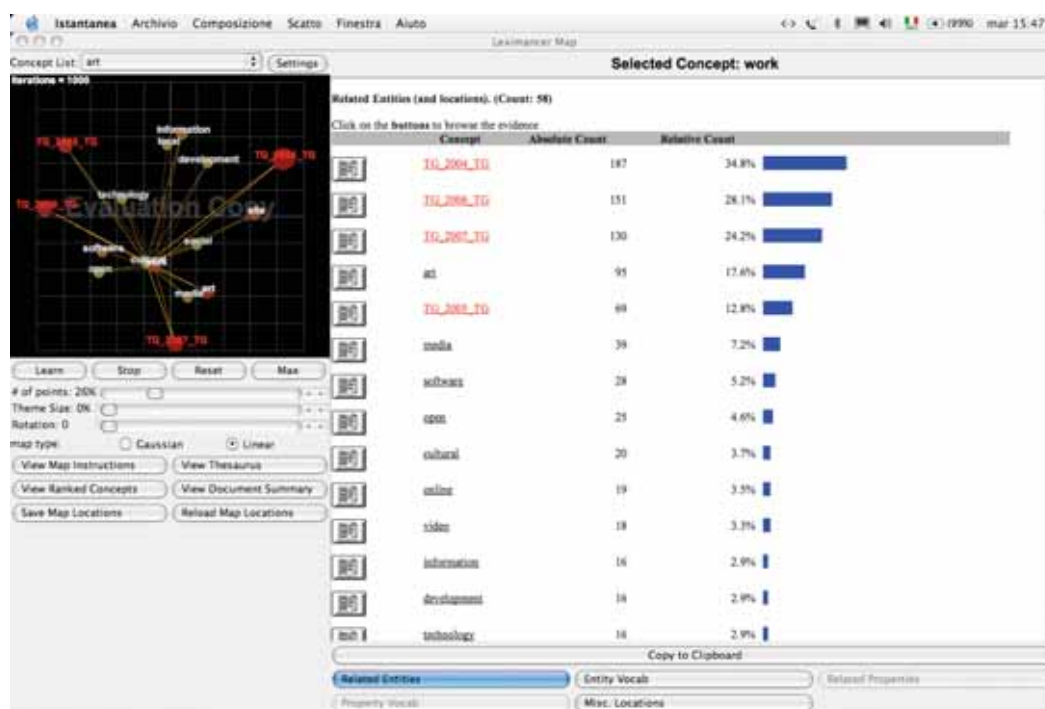 Istantanea Archivio Composizione Scatto Finestra Aiuto mar 15.47
Leximancer Map
Concept List: art Settings
Selected Concept: work
Iterations = 1000
Related Entities (and locations). (Count: 58)
Click on the buttons to browse the evidence.
Concept Absolute Count Relative Count
information
local
development
technology
Evaluation Copy
site
social
software
open
cultural
media
art
TG_2004_TG 187 34.8%
TG_2006_TG 151 28.1%
TG_2007_TG 130 24.2%
art 95 17.6%
TG_2005_TG 69 12.8%
media 39 7.2%
software 28 5.2%
open 25 4.6%
cultural 20 3.7%
online 19 3.5%
video 18 3.3%
information 16 2.9%
development 16 2.9%
technology 16 2.9%
Learn Stop Reset Max
# of points: 26%
Theme Size: 0%
Rotation: 0
map type: Gaussian Linear
View Map Instructions View Thesaurus
View Ranked Concepts View Document Summary
Save Map Locations Reload Map Locations
Copy to Clipboard
Related Entities Entity Vocab Related Properties
Property Vocab Misc. Locations